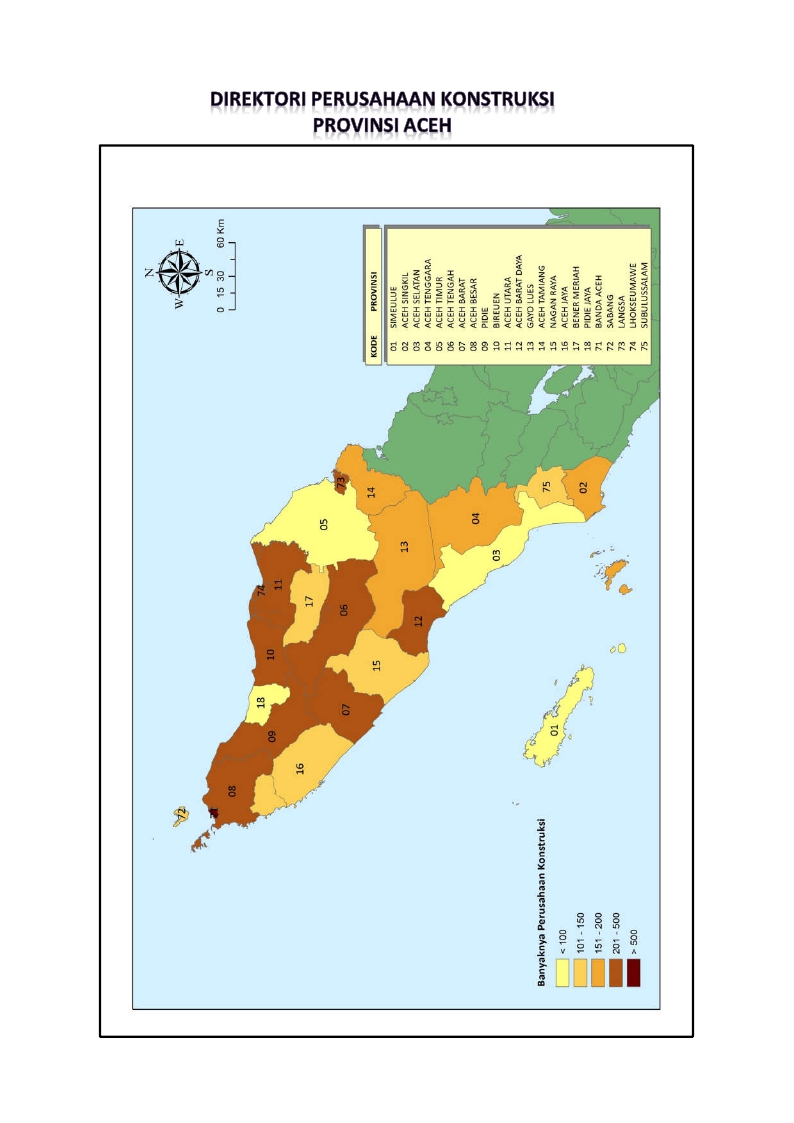 DIREKTORI PERUSAHAAN KONSTRUKSI
PROVINSI ACEH
N
W E
S
0 15 30 60 Km
KODE PROVINSI
01 SIMEULUE
02 ACEH SINGKIL
03 ACEH SELATAN
04 ACEH TENGGARA
05 ACEH TIMUR
06 ACEH TENGAH
07 ACEH BARAT
08 ACEH BESAR
09 PIDIE
10 BIREUEN
11 ACEH UTARA
12 ACEH BARAT DAYA
13 GAYO LUES
14 ACEH TAMIANG
15 NAGAN RAYA
16 ACEH JAYA
17 BENER MERIAH
18 PIDIE JAYA
71 BANDA ACEH
72 SABANG
73 LANGSA
74 LHOKSEUMAWE
75 SUBULUSSALAM
72
08
09
16
18
07
10
15
06
17
74
11
12
05
13
03
04
73
14
75
02
01
Banyaknya Perusahaan Konstruksi
< 100
101 - 150
151 - 200
201 - 500
> 500